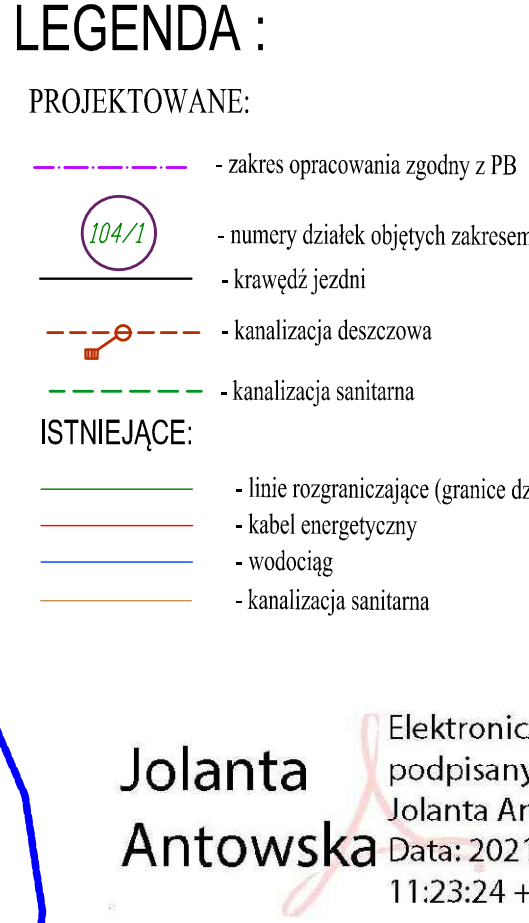 LEGENDA :
PROJEKTOWANE:
- zakres opracowania zgodny z PB
104/1
- numery działek objętych zakresem
- krawędź jezdni
- kanalizacja deszczowa
- kanalizacja sanitarna
ISTNIEJĄCE:
- linie rozgraniczające (granice dz
- kabel energetyczny
- wodociąg
- kanalizacja sanitarna
Jolanta
Antowska
Elektronic
podpisany
Jolanta An
Data: 2021
11:23:24 +